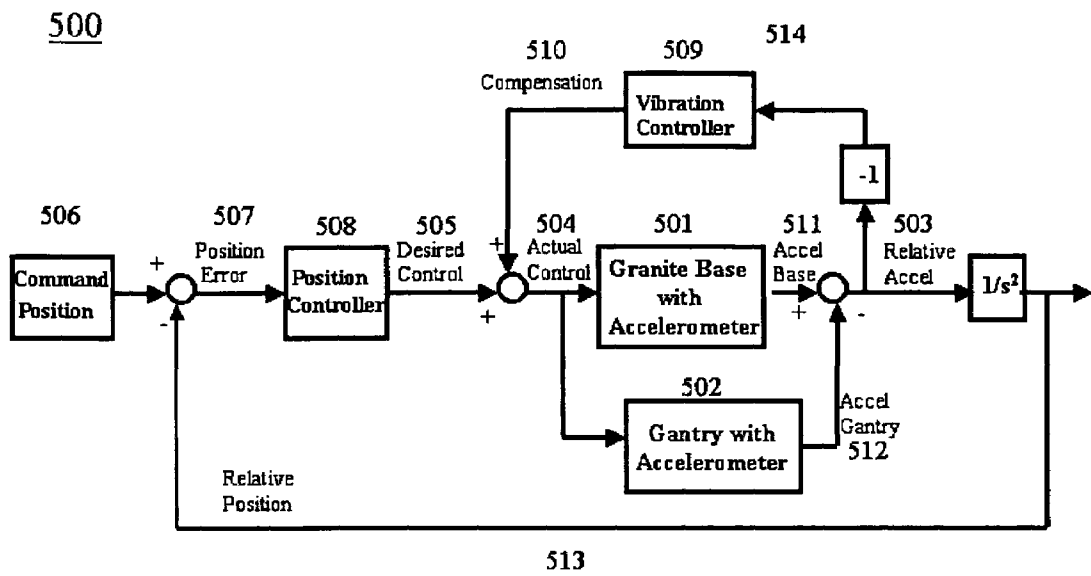 500
514
510
509
Compensation
Vibration
Controller
-1
506
507
508
505
504
501
511
503
Position
Error
Desired
Control
Actual
Control
Accel
Base
Relative
Accel
Command
Position
+
-
Position
Controller
+
+
Granite Base
with
Accelerometer
+
-
1/s²
502
Gantry with
Accelerometer
Accel
Gantry
512
Relative
Position
513